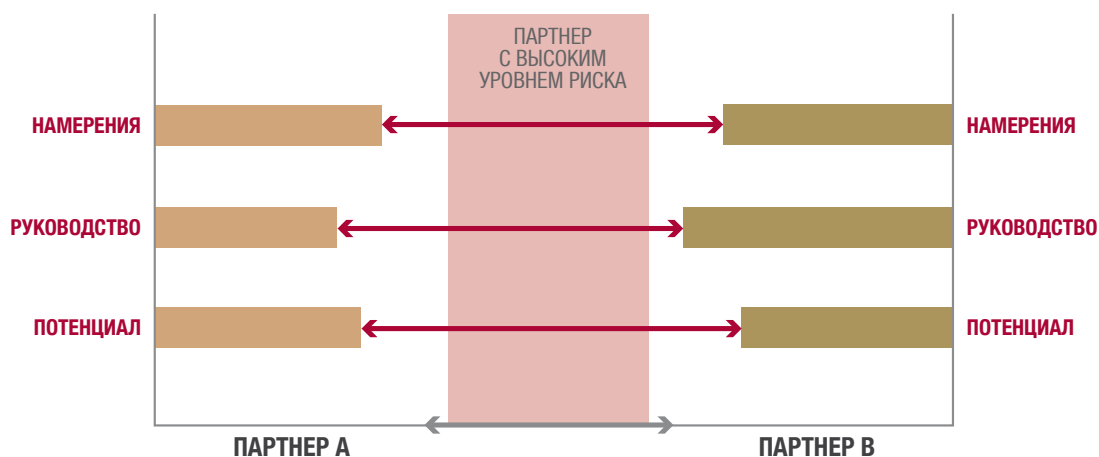 ПАРТНЕР
С ВЫСОКИМ
УРОВНЕМ РИСКА
НАМЕРЕНИЯ
НАМЕРЕНИЯ
РУКОВОДСТВО
РУКОВОДСТВО
ПОТЕНЦИАЛ
ПОТЕНЦИАЛ
ПАРТНЕР А
ПАРТНЕР В